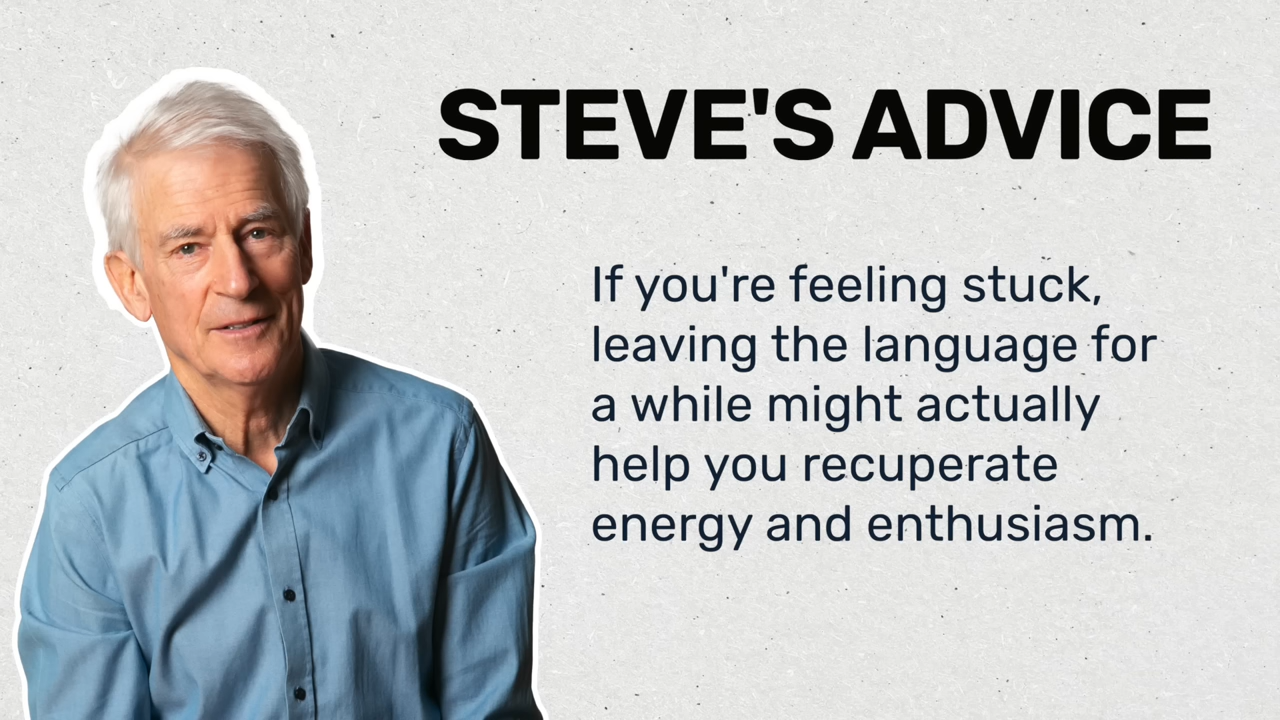 STEVE'S ADVICE
If you're feeling stuck,
leaving the language for
a while might actually
help you recuperate
energy and enthusiasm.